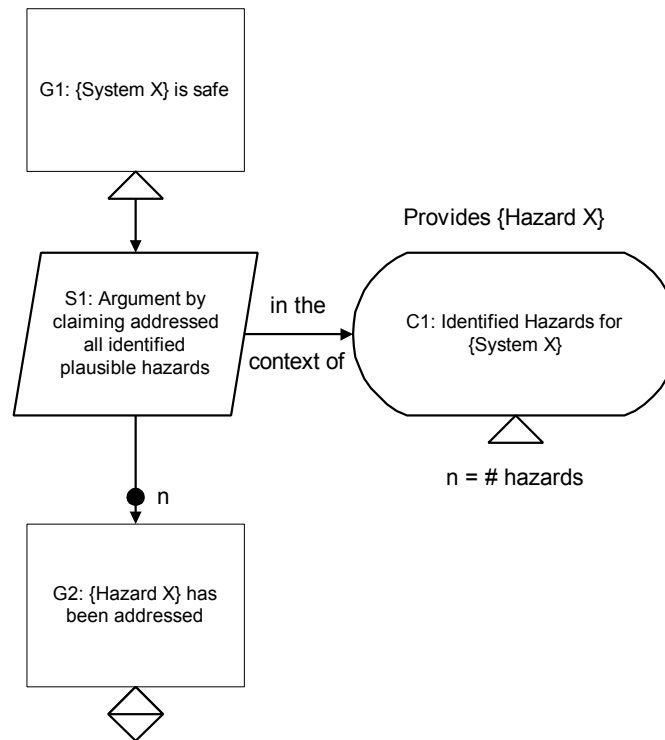 G1: {System X} is safe
Provides {Hazard X}
S1: Argument by
claiming addressed
all identified
plausible hazards
in the
context of
C1: Identified Hazards for
{System X}
n = # hazards
n
G2: {Hazard X} has
been addressed